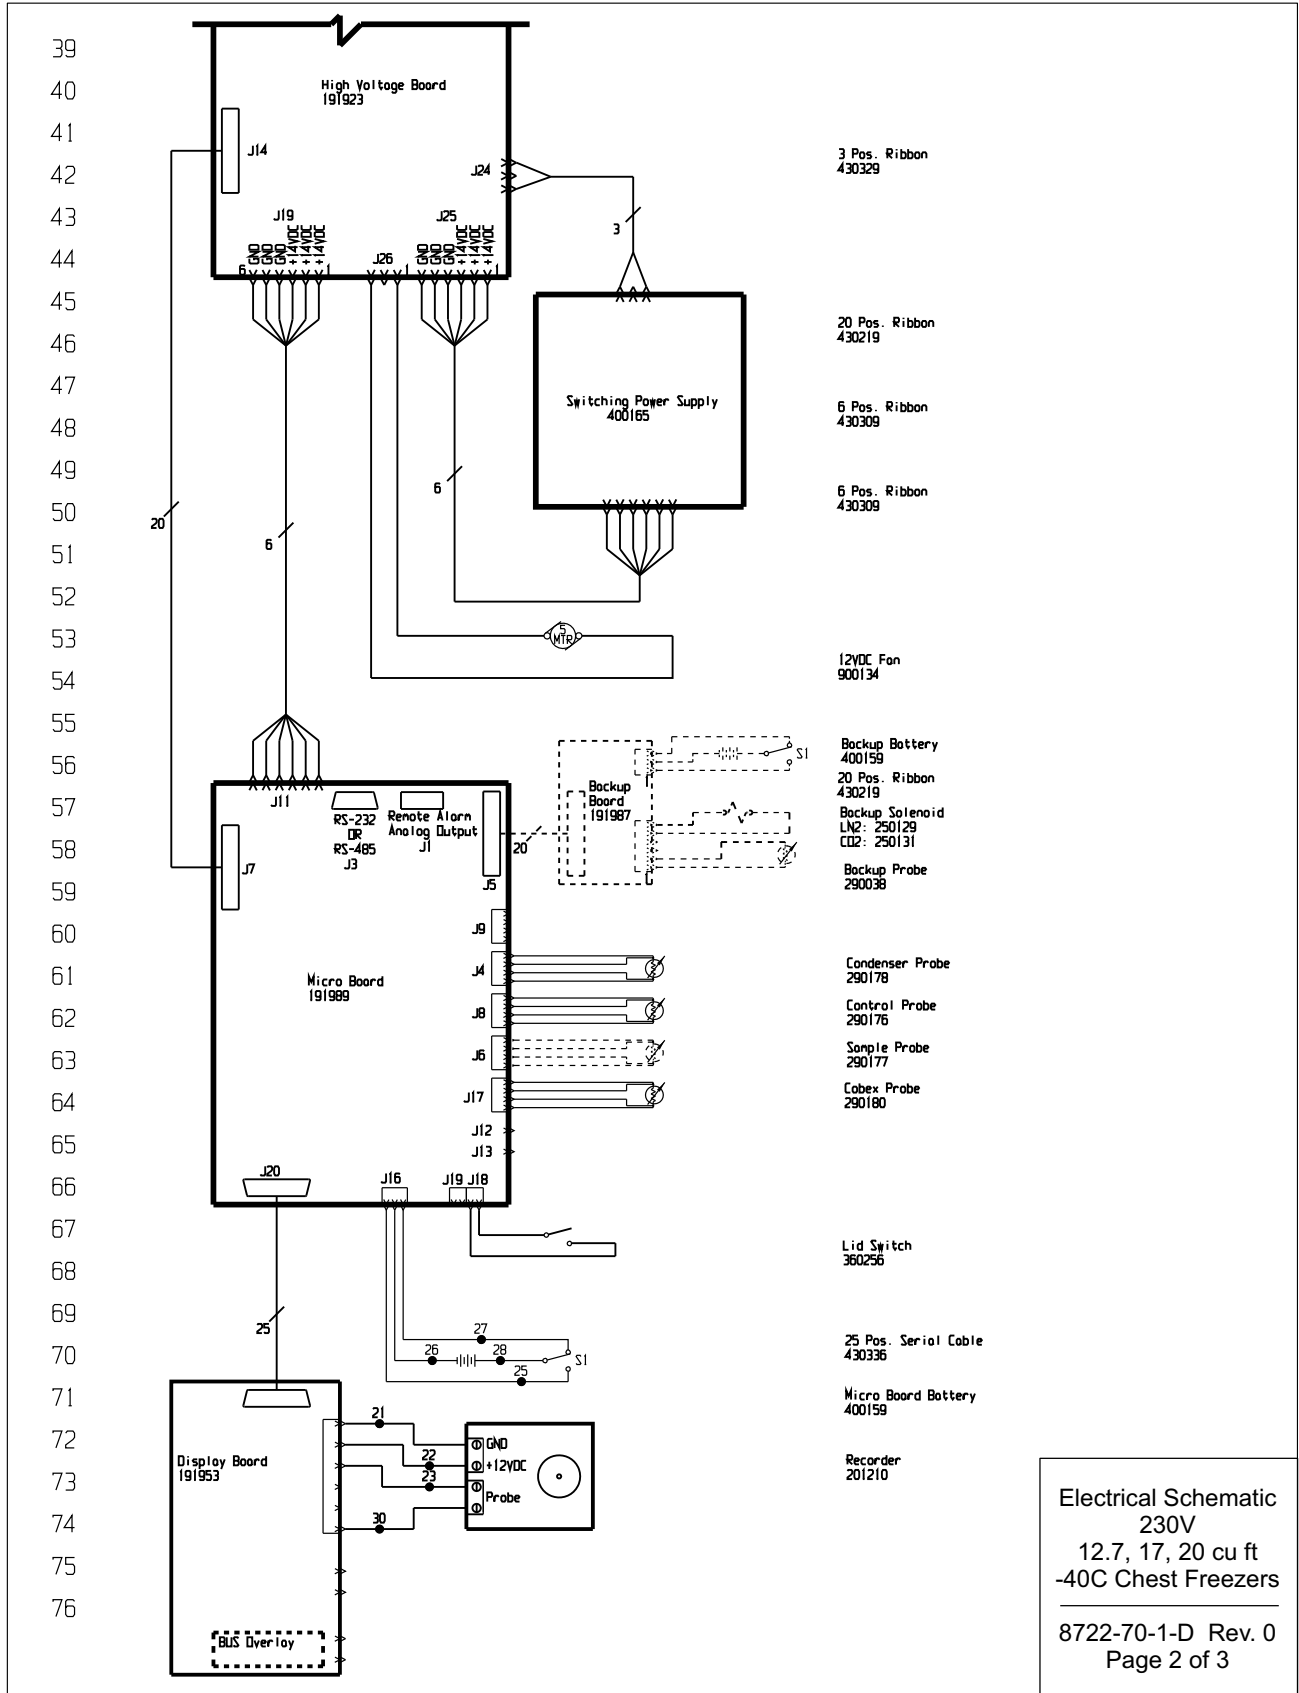 39
40
41
42
43
44
45
46
47
48
49
50
51
52
53
54
55
56
57
58
59
60
61
62
63
64
65
66
67
68
69
70
71
72
73
74
75
76
High Voltage Board
191923
J14
J24
J19
GND
GND
GND
+14VDC
+14VDC
+14VDC
6
1
J26
1
J25
GND
GND
GND
+14VDC
+14VDC
+14VDC
1
3
Switching Power Supply
400165
20
6
6
5
MTR
J11
RS-232
OR
RS-485
J3
Remote Alarm
Analog Output
J1
J5
J7
20
Backup
Board
191987
S1
J9
J4
J8
J6
J17
J12
J13
Micro Board
191989
J20
J16
J19 J18
25
27
26
28
25
S1
Display Board
191953
21
22
23
30
GND
+12VDC
Probe
BUS Overlay
3 Pos. Ribbon
430329
20 Pos. Ribbon
430219
6 Pos. Ribbon
430309
6 Pos. Ribbon
430309
12VDC Fan
900134
Backup Battery
400159
20 Pos. Ribbon
430219
Backup Solenoid
LN2: 250129
CO2: 250131
Backup Probe
290038
Condenser Probe
290178
Control Probe
290176
Sample Probe
290177
Cobex Probe
290180
Lid Switch
360256
25 Pos. Serial Cable
430336
Micro Board Battery
400159
Recorder
201210
Electrical Schematic
230V
12.7, 17, 20 cu ft
-40C Chest Freezers
8722-70-1-D Rev. 0
Page 2 of 3